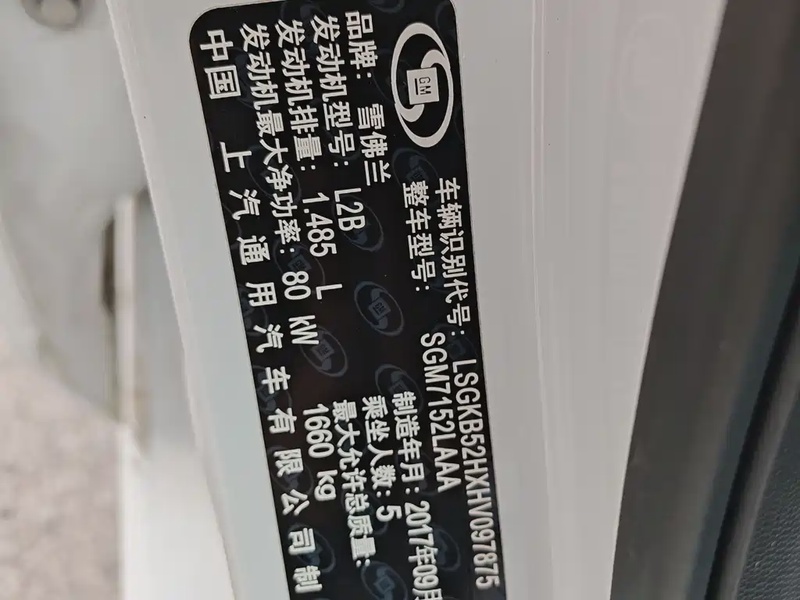 GM
车辆识别代号: LSGKB52HXHV097875
整车型号: SGM7152LAAA
品牌: 雪佛兰
制造年月: 2017年09月
发动机型号: L2B
乘坐人数: 5
发动机排量: 1.485 L
最大允许总质量:
发动机最大净功率: 80 kW
1660 kg
中国 上汽通用汽车有限公司制